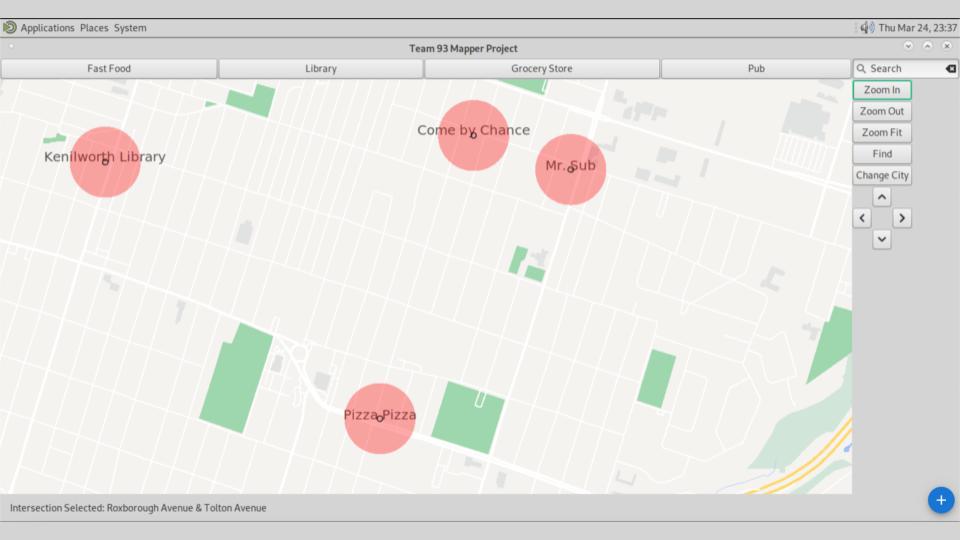 Applications Places System
Thu Mar 24, 23:37
Team 93 Mapper Project
Fast Food
Library
Grocery Store
Pub
Search
Zoom In
Zoom Out
Zoom Fit
Find
Change City
Come by Chance
Kenilworth Library
Mr. Sub
Pizza Pizza
Intersection Selected: Roxborough Avenue & Tolton Avenue